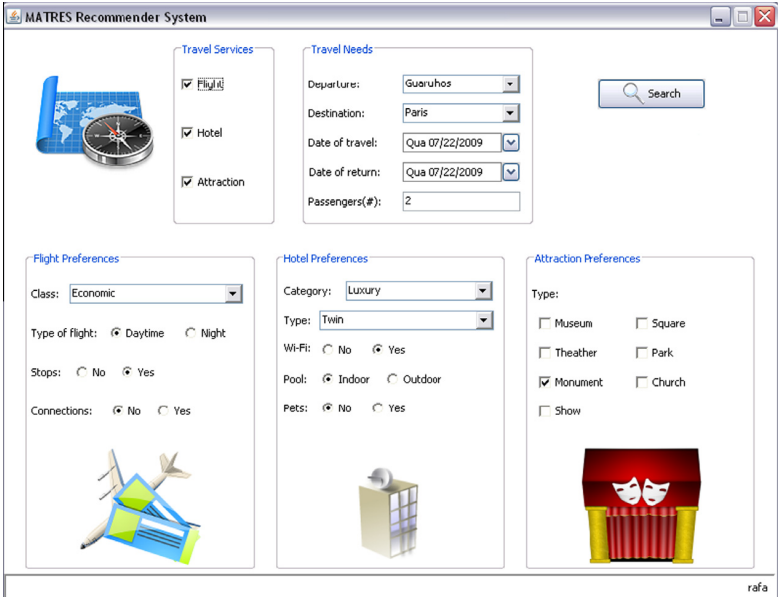 MATRES Recommender System
Travel Services
Flight
Hotel
Attraction
Travel Needs
Departure: Guaruhos
Destination: Paris
Date of travel: Qua 07/22/2009
Date of return: Qua 07/22/2009
Passengers(#): 2
Search
Flight Preferences
Class: Economic
Type of flight: Daytime Night
Stops: No Yes
Connections: No Yes
Hotel Preferences
Category: Luxury
Type: Twin
Wi-Fi: No Yes
Pool: Indoor Outdoor
Pets: No Yes
Attraction Preferences
Type:
Museum Square
Theather Park
Monument Church
Show
rafa